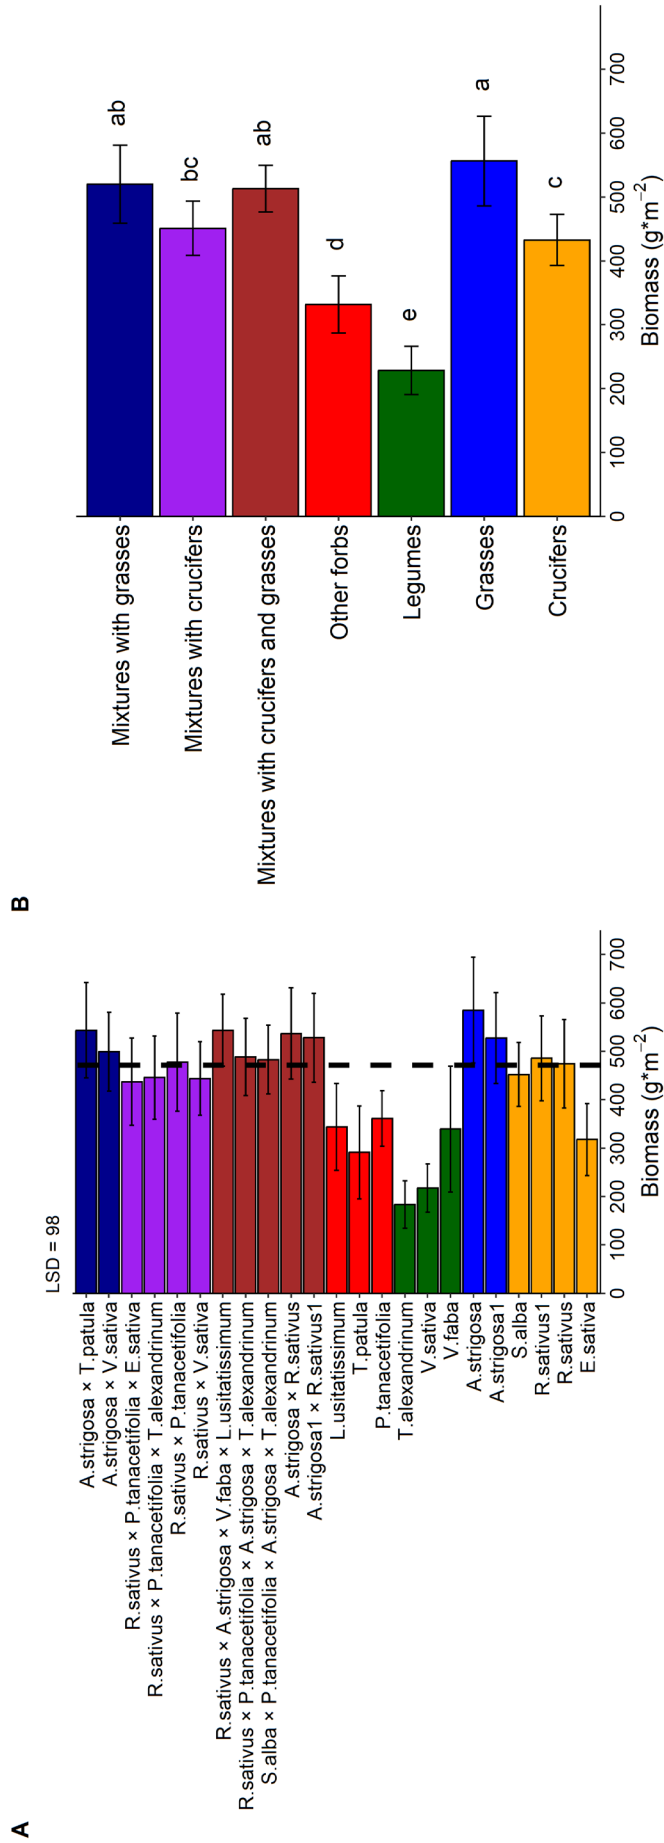 A
LSD = 98
A.strigosa × T.patula
A.strigosa × V.sativa
R.sativus × P.tanacetifolia × E.sativa
R.sativus × P.tanacetifolia × T.alexandrinum
R.sativus × P.tanacetifolia
R.sativus × V.sativa
R.sativus × A.strigosa × V.faba × L.usitatissimum
R.sativus × P.tanacetifolia × A.strigosa × T.alexandrinum
S.alba × P.tanacetifolia × A.strigosa × T.alexandrinum
A.strigosa × R.sativus
A.strigosa1 × R.sativus1
L.usitatissimum
T.patula
P.tanacetifolia
T.alexandrinum
V.sativa
V.faba
A.strigosa
A.strigosa1
S.alba
R.sativus1
R.sativus
E.sativa
0 100 200 300 400 500 600 700
Biomass (g*m⁻²)
B
Mixtures with grasses
ab
Mixtures with crucifers
bc
Mixtures with crucifers and grasses
ab
Other forbs
d
Legumes
e
Grasses
a
Crucifers
c
0 100 200 300 400 500 600 700
Biomass (g*m⁻²)